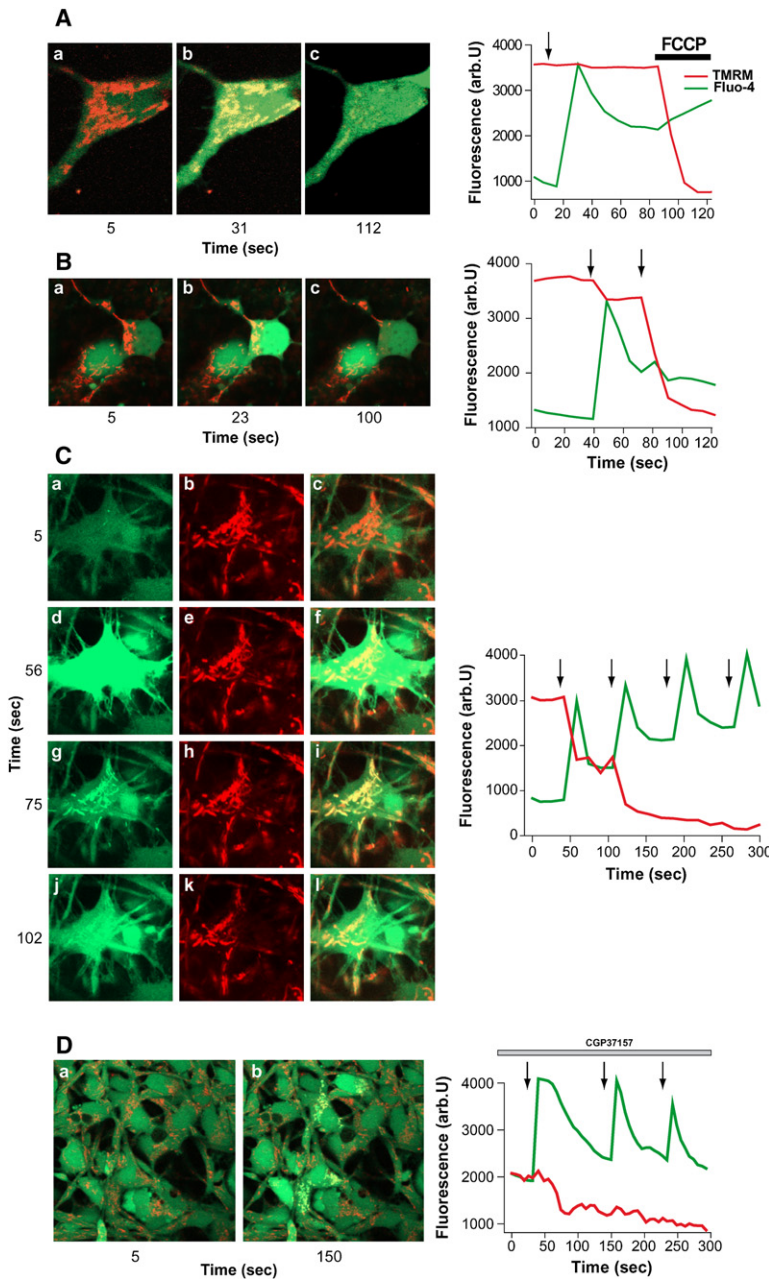 A
a b c
5 31 112
Time (sec)
FCCP
TMRM
Fluo-4
Fluorescence (arb.U)
4000
3000
2000
1000
0 20 40 60 80 100 120
B
a b c
5 23 100
Time (sec)
Fluorescence (arb.U)
4000
3000
2000
1000
0 20 40 60 80 100 120
Time (sec)
C
Time (sec)
a b c
5
d e f
56
g h i
75
j k l
102
Fluorescence (arb.U)
4000
3000
2000
1000
0
0 50 100 150 200 250 300
Time (sec)
D
a b
5 150
Time (sec)
CGP37157
Fluorescence (arb.U)
4000
3000
2000
1000
0 50 100 150 200 250 300
Time (sec)